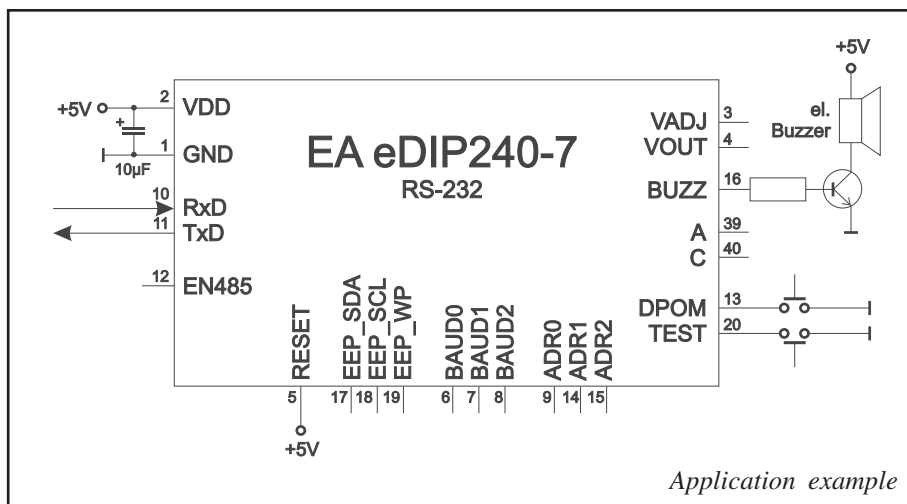 +5V
2
VDD
+5V
+
10µF
1
GND
10
RxD
11
TxD
12
EN485
EA eDIP240-7
RS-232
VADJ
3
VOUT
4
el.
Buzzer
BUZZ
16
A
39
C
40
DPOM
13
TEST
20
RESET
EEP_SDA
EEP_SCL
EEP_WP
BAUD0
BAUD1
BAUD2
ADR0
ADR1
ADR2
5
17
18
19
6
7
8
9
14
15
+5V
Application example